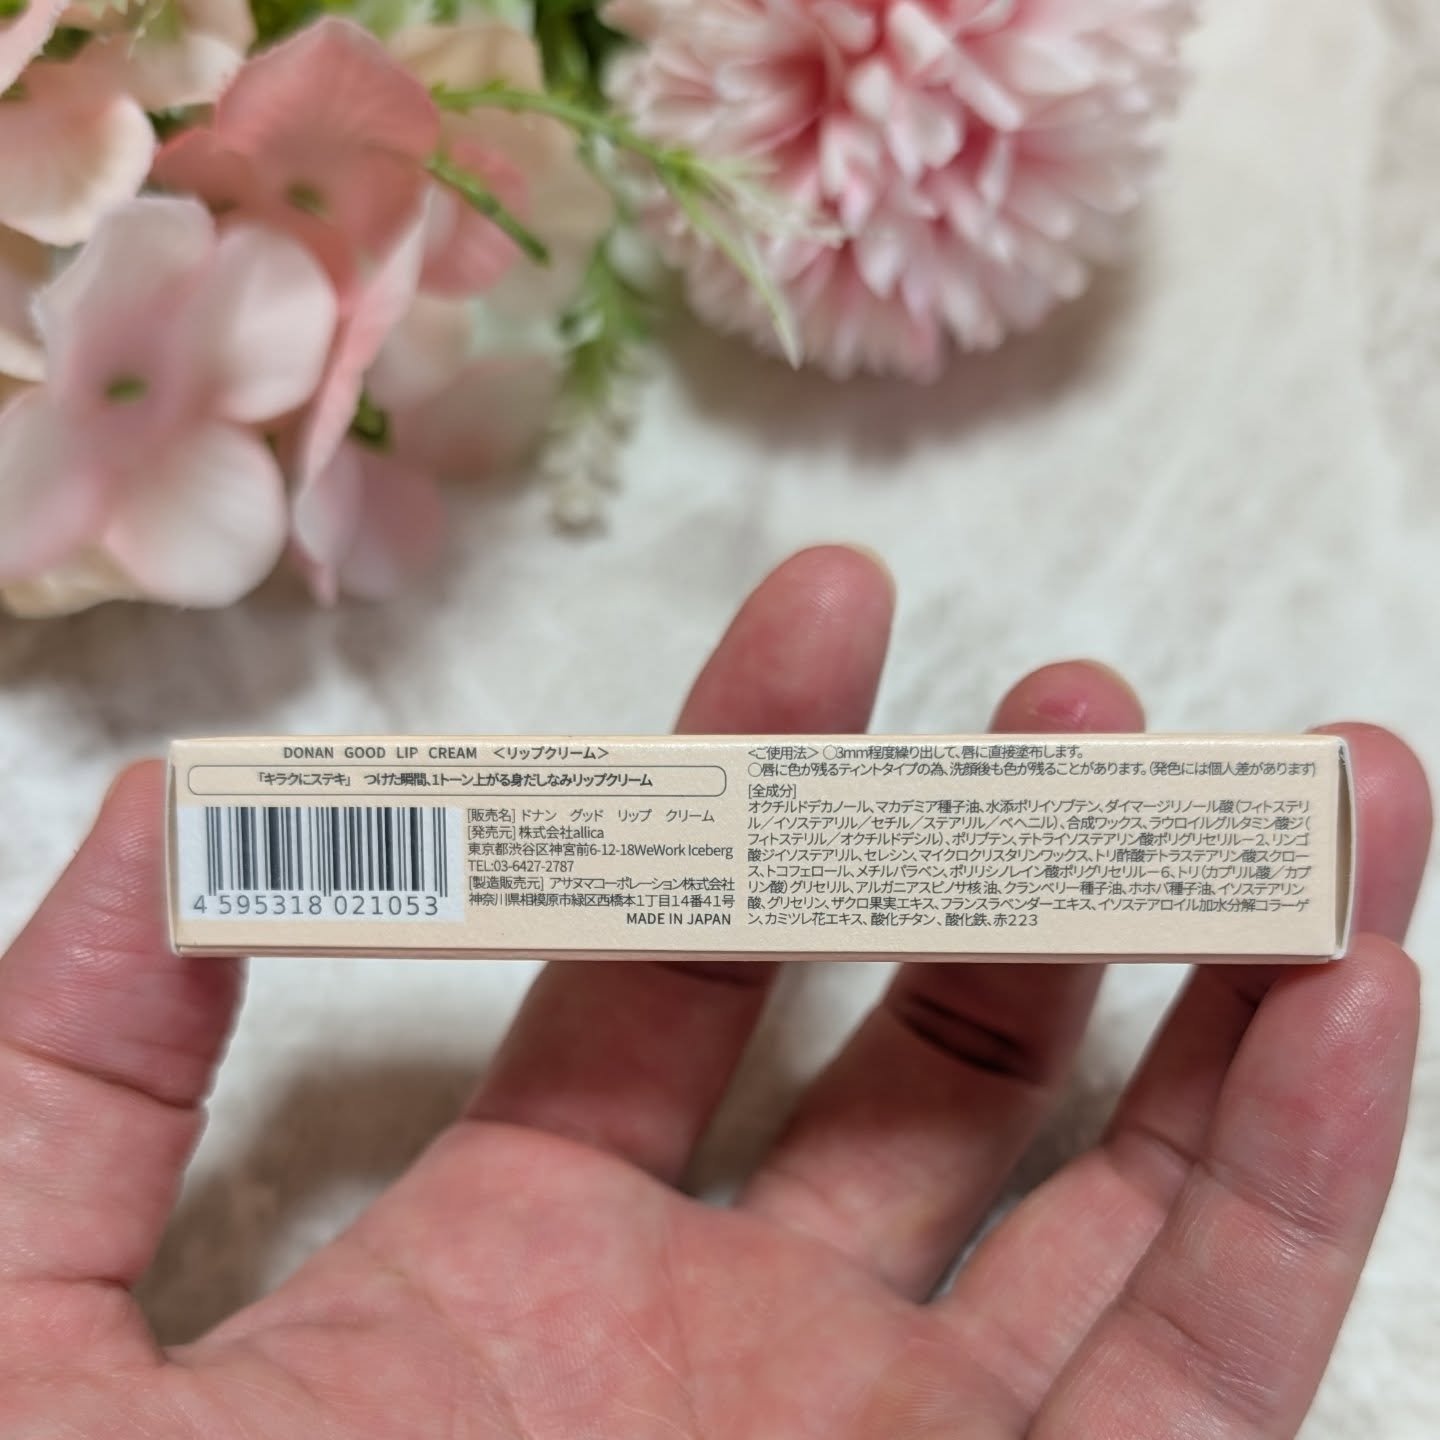 DONAN GOOD LIP CREAM <リップクリーム>
「キラクにステキ」 つけた瞬間、1トーン上がる身だしなみリップクリーム
4 595318 021053
[販売名] ドナン グッド リップ クリーム
[発売元] 株式会社allica
東京都渋谷区神宮前6-12-18WeWork Iceberg
TEL:03-6427-2787
[製造販売元] アサヌマコーポレーション株式会社
神奈川県相模原市緑区西橋本1丁目14番41号
MADE IN JAPAN
<ご使用法> ○3mm程度繰り出して、唇に直接塗布します。
○唇に色が残るティントタイプの為、洗顔後も色が残ることがあります。(発色には個人差があります)
[全成分]
オクチルドデカノール、マカデミア種子油、水添ポリイソブテン、ダイマージリノール酸(フィトステリ
ル/イソステアリル/セチル/ステアリル/ベヘニル)、合成ワックス、ラウロイルグルタミン酸ジ(
フィトステリル/オクチルドデシル)、ポリブテン、テトライソステアリン酸ポリグリセリル-2、リンゴ
酸ジイソステアリル、セレシン、マイクロクリスタリンワックス、トリ酢酸テトラステアリン酸スクロー
ス、トコフェロール、メチルパラベン、ポリリシノレイン酸ポリグリセリル-6、トリ(カプリル酸/カプ
リン酸)グリセリル、アルガニアスピノサ核油、クランベリー種子油、ホホバ種子油、イソステアリン
酸、グリセリン、ザクロ果実エキス、フランスラベンダーエキス、イソステアロイル加水分解コラーゲ
ン、カミツレ花エキス、酸化チタン、酸化鉄、赤223